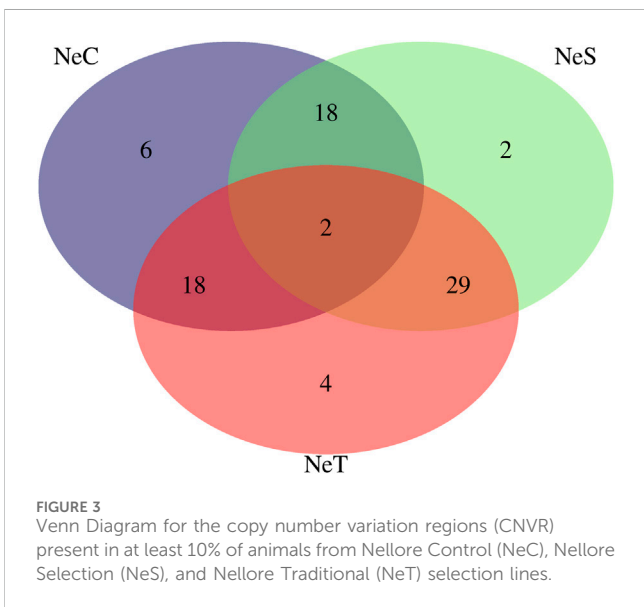 NeC
NeS
18
6
2
2
18
29
4
NeT
FIGURE 3
Venn Diagram for the copy number variation regions (CNVR)
present in at least 10% of animals from Nellore Control (NeC), Nellore
Selection (NeS), and Nellore Traditional (NeT) selection lines.